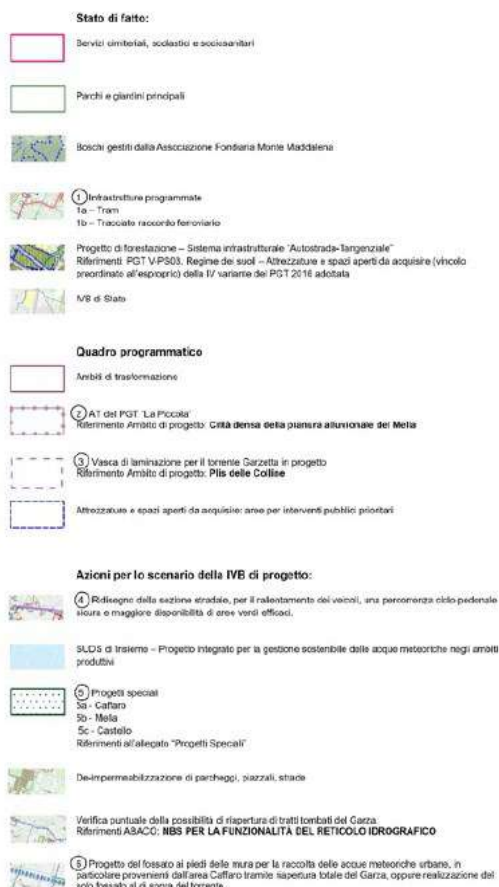 Stato di fatto:
Servizi cimiteriali, scolastici e sociosanitari
Parchi e giardini principali
Boschi gestiti dalla Associazione Fondiaria Monte Maddalena
1 Infrastrutture programmate
1a – Tram
1b – Tracciato raccordo ferroviario
Progetto di forestazione – Sistema infrastrutturale "Autostrada-Tangenziale"
Riferimenti: PGT V-PS03. Regime dei suoli – Attrezzature e spazi aperti da acquisire (vincolo
preordinato all'esproprio) della IV variante del PGT 2016 adottata
IVB di Stato
Quadro programmatico
Ambiti di trasformazione
2 AT del PGT "La Piccola"
Riferimento Ambito di progetto: Città densa della pianura alluvionale del Mella
3 Vasca di laminazione per il torrente Garzetta in progetto
Riferimento Ambito di progetto: Plis delle Colline
Attrezzature e spazi aperti da acquisire: aree per interventi pubblici prioritari
Azioni per lo scenario della IVB di progetto:
4 Ridisegno della sezione stradale, per il rallentamento dei veicoli, una percorrenza ciclo-pedonale
sicura e maggiore disponibilità di aree verdi efficaci.
SUDS di Insieme – Progetto integrato per la gestione sostenibile delle acque meteoriche negli ambiti
produttivi
5 Progetti speciali
5a - Caffaro
5b - Mella
5c - Castello
Riferimenti all'allegato "Progetti Speciali"
De-impermeabilizzazione di parcheggi, piazzali, strade
Verifica puntuale della possibilità di riapertura di tratti tombati del Garza.
Riferimenti ABACO: NBS PER LA FUNZIONALITÀ DEL RETICOLO IDROGRAFICO
6 Progetto del fossato ai piedi delle mura per la raccolta delle acque meteoriche urbane, in
particolare provenienti dall'area Caffaro tramite riapertura totale del Garza, oppure realizzazione del
solo fossato al di sopra del torrente